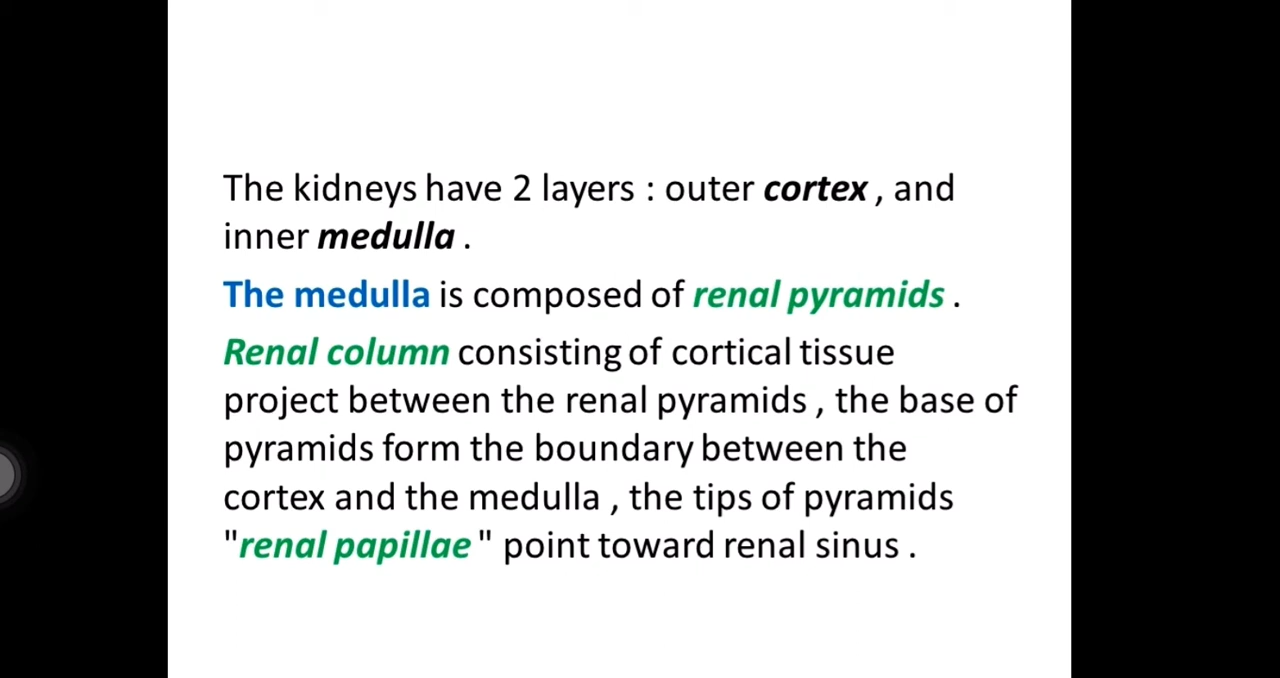 The kidneys have 2 layers : outer cortex , and
inner medulla .
The medulla is composed of renal pyramids .
Renal column consisting of cortical tissue
project between the renal pyramids , the base of
pyramids form the boundary between the
cortex and the medulla , the tips of pyramids
"renal papillae " point toward renal sinus .